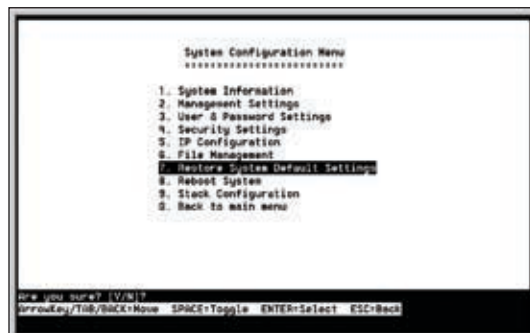 System Configuration Menu
========================
1. System Information
2. Management Settings
3. User & Password Settings
4. Security Settings
5. IP Configuration
6. File Management
7. Restore System Default Settings
8. Reboot System
9. Stack Configuration
0. Back to main menu
Are you sure? [Y/N]?
ArrowKey/TAB/BACK=Move SPACE=Toggle ENTER=Select ESC=Back